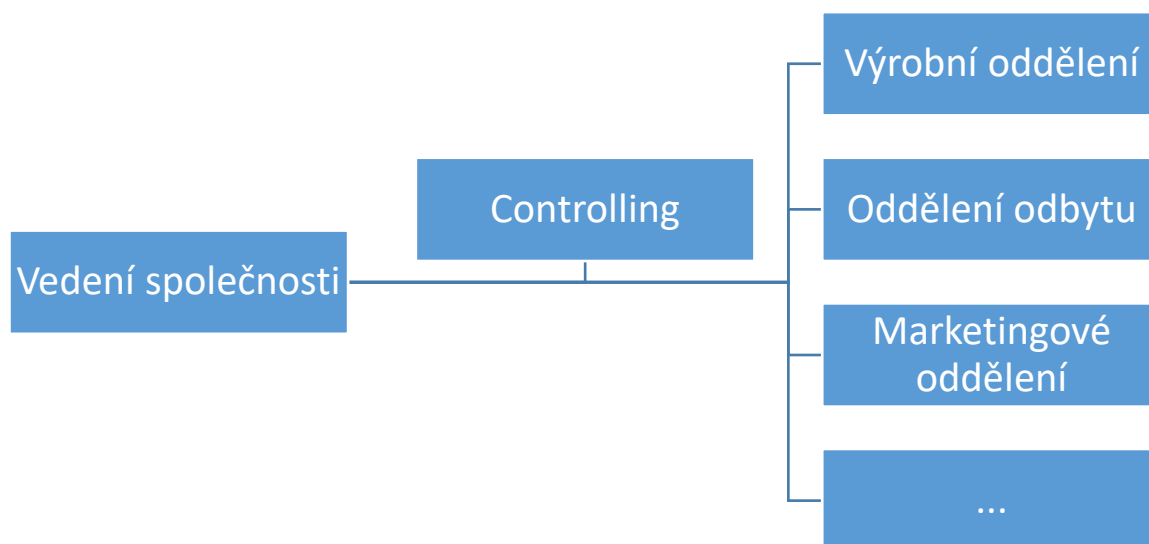 Vedení společnosti
Controlling
Výrobní oddělení
Oddělení odbytu
Marketingové
oddělení
...